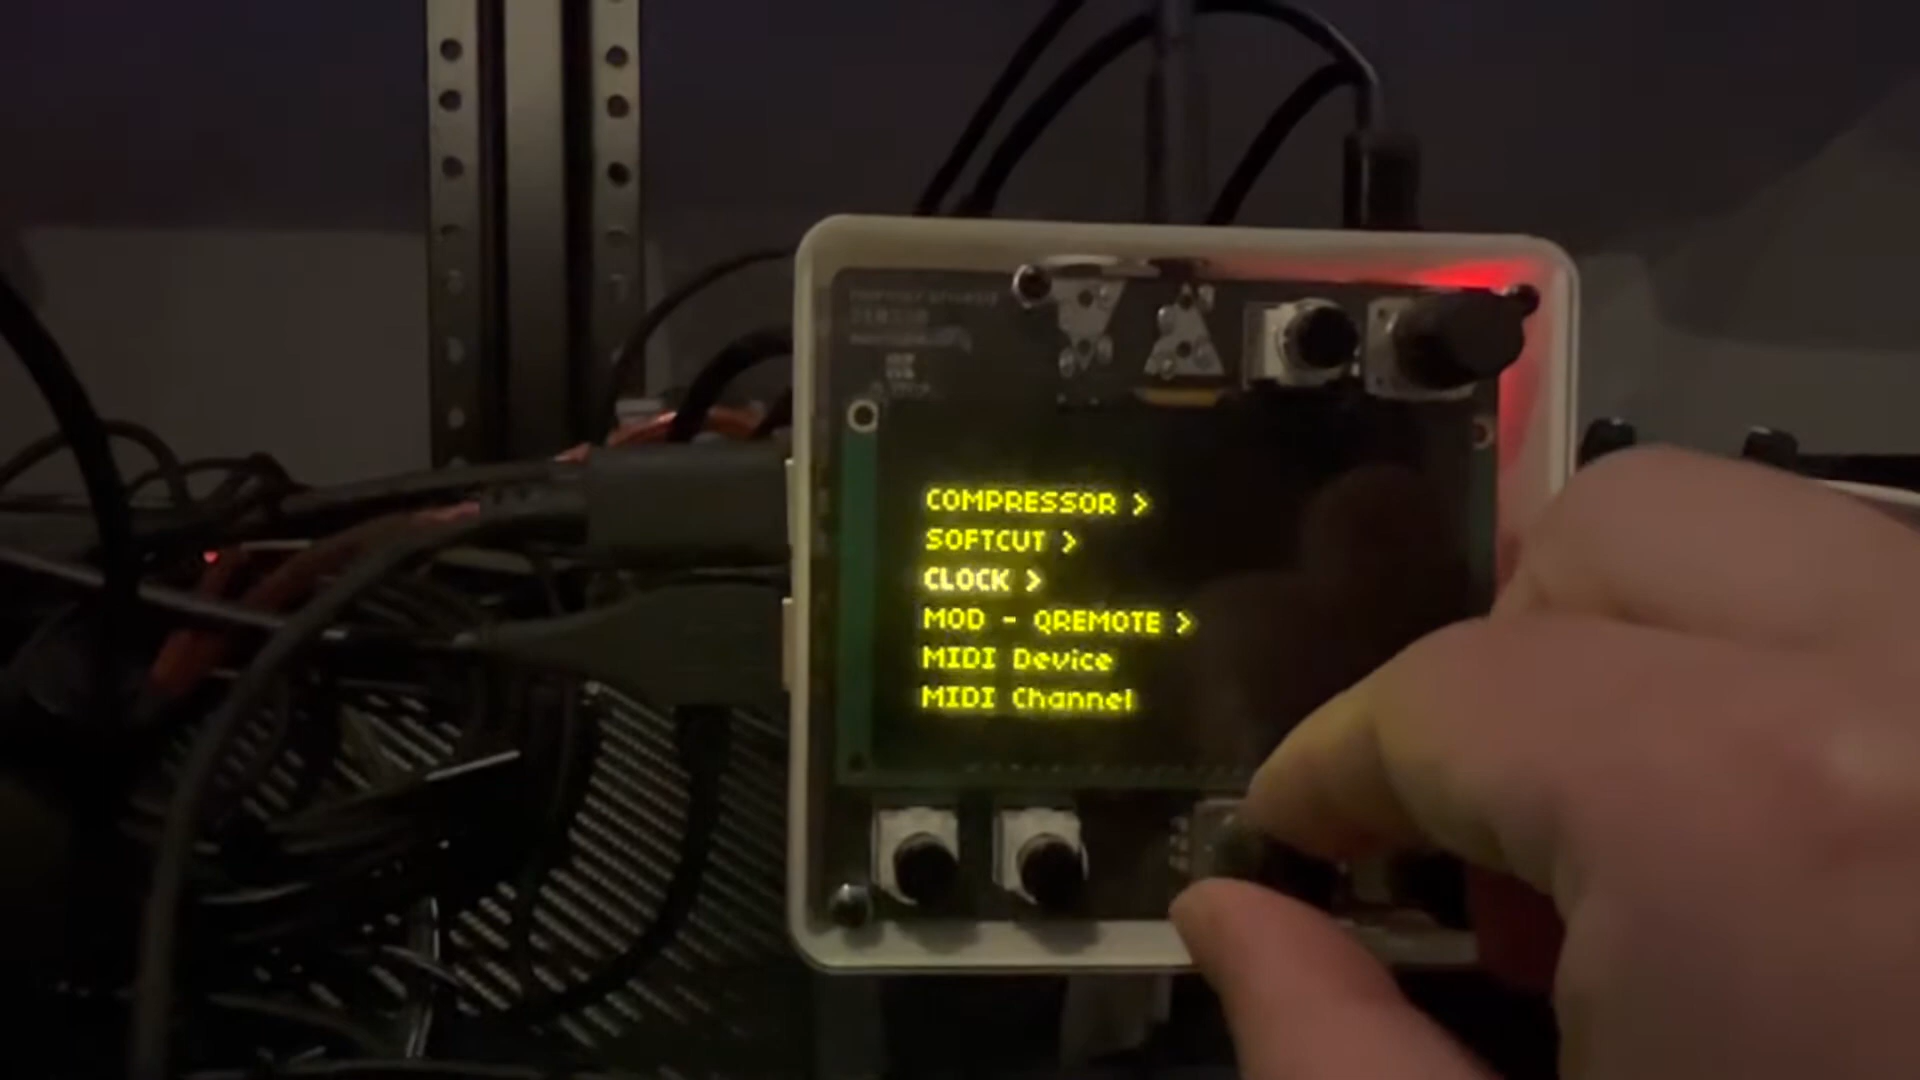 COMPRESSOR >
SOFTCUT >
CLOCK >
MOD - QREMOTE >
MIDI Device
MIDI Channel